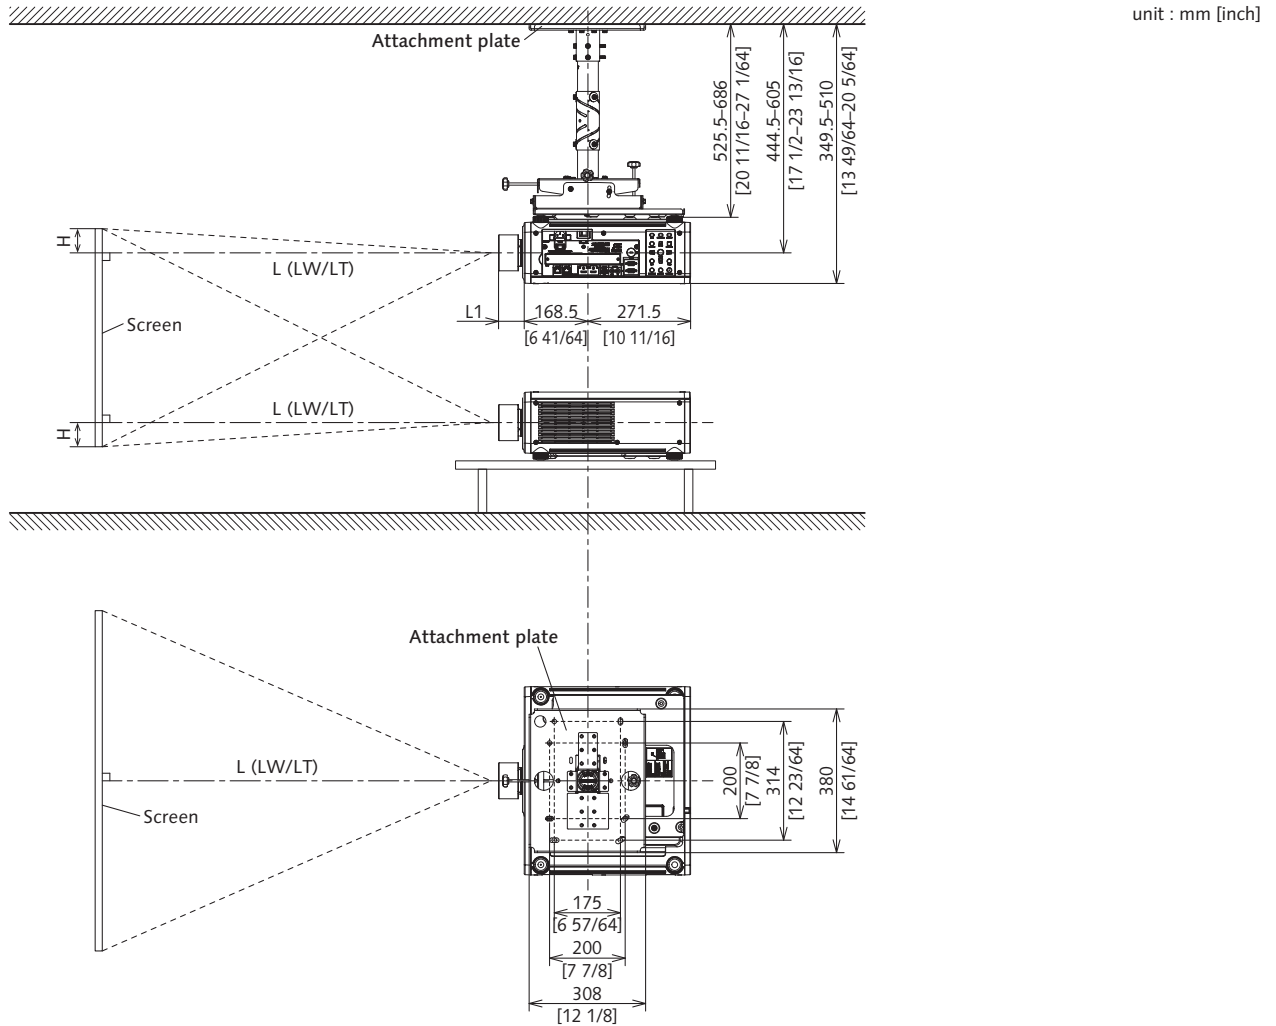 unit : mm [inch]
Attachment plate
525.5–686
[20 11/16–27 1/64]
444.5–605
[17 1/2–23 13/16]
349.5–510
[13 49/64–20 5/64]
H
L (LW/LT)
L1
168.5
271.5
[6 41/64]
[10 11/16]
Screen
L (LW/LT)
H
Attachment plate
L (LW/LT)
Screen
200
[7 7/8]
314
[12 23/64]
380
[14 61/64]
175
[6 57/64]
200
[7 7/8]
308
[12 1/8]